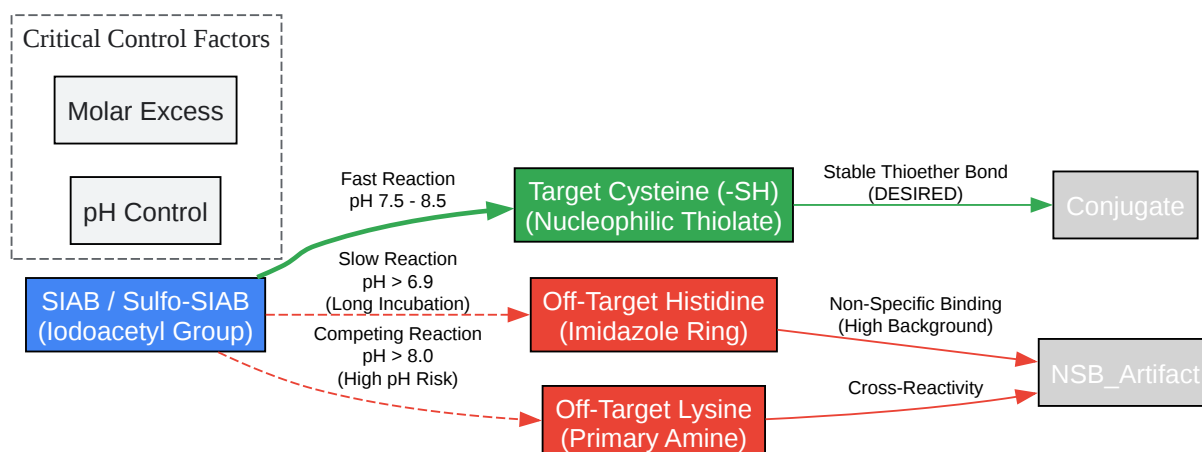 Critical Control Factors
Molar Excess
pH Control
SIAB / Sulfo-SIAB
(Iodoacetyl Group)
Fast Reaction
pH 7.5 - 8.5
Slow Reaction
pH > 6.9
(Long Incubation)
Competing Reaction
pH > 8.0
(High pH Risk)
Target Cysteine (-SH)
(Nucleophilic Thiolate)
Off-Target Histidine
(Imidazole Ring)
Off-Target Lysine
(Primary Amine)
Stable Thioether Bond
(DESIRED)
Non-Specific Binding
(High Background)
Cross-Reactivity
Conjugate
NSB_Artifact